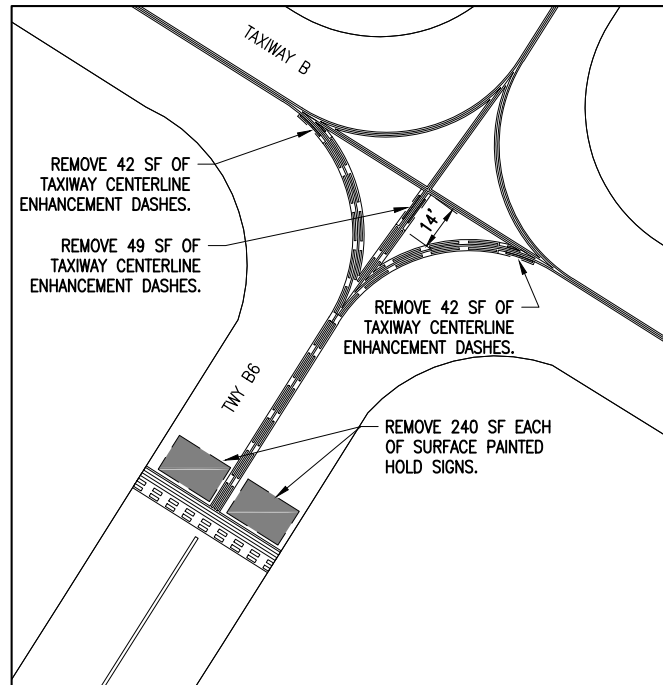 TAXIWAY B
REMOVE 42 SF OF
TAXIWAY CENTERLINE
ENHANCEMENT DASHES.
REMOVE 49 SF OF
TAXIWAY CENTERLINE
ENHANCEMENT DASHES.
14'
REMOVE 42 SF OF
TAXIWAY CENTERLINE
ENHANCEMENT DASHES.
TWY B6
REMOVE 240 SF EACH
OF SURFACE PAINTED
HOLD SIGNS.